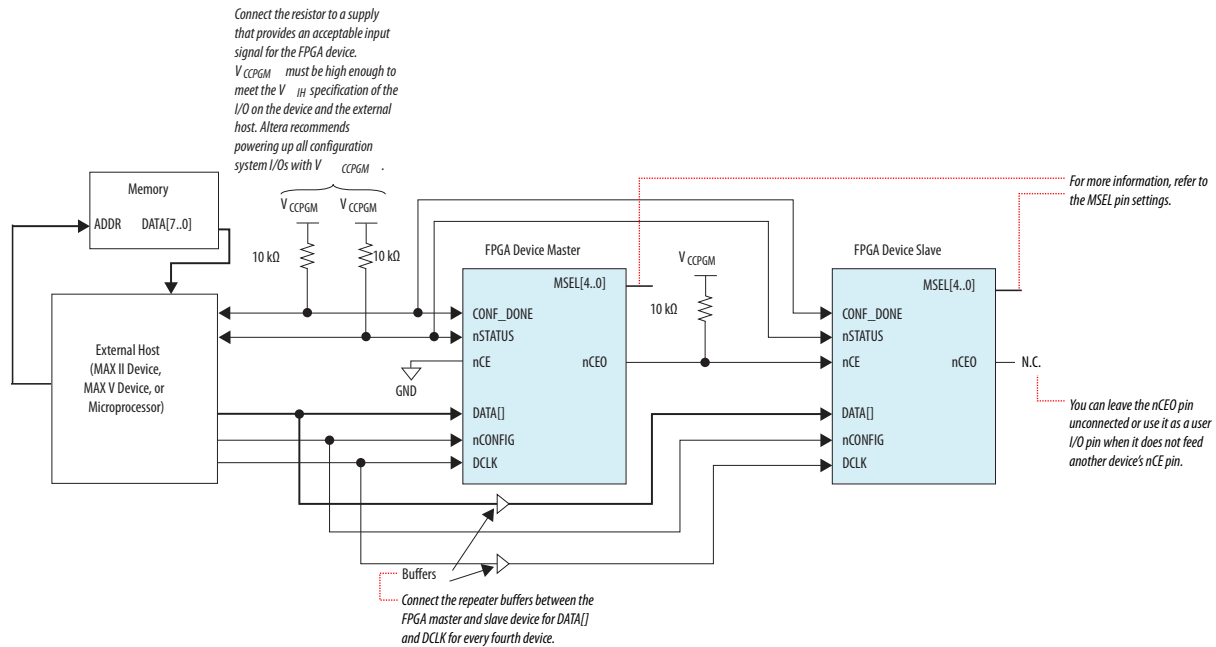 Connect the resistor to a supply
that provides an acceptable input
signal for the FPGA device.
V CCPGM must be high enough to
meet the V IH specification of the
I/O on the device and the external
host. Altera recommends
powering up all configuration
system I/Os with V CCPGM .
Memory
ADDR DATA[7..0]
V CCPGM V CCPGM
10 kΩ 10 kΩ
For more information, refer to
the MSEL pin settings.
External Host
(MAX II Device,
MAX V Device, or
Microprocessor)
GND
FPGA Device Master
MSEL[4..0]
CONF_DONE
nSTATUS
nCE nCEO
DATA[]
nCONFIG
DCLK
V CCPGM
10 kΩ
FPGA Device Slave
MSEL[4..0]
CONF_DONE
nSTATUS
nCE nCEO
DATA[]
nCONFIG
DCLK
N.C.
You can leave the nCEO pin
unconnected or use it as a user
I/O pin when it does not feed
another device's nCE pin.
Buffers
Connect the repeater buffers between the
FPGA master and slave device for DATA[]
and DCLK for every fourth device.